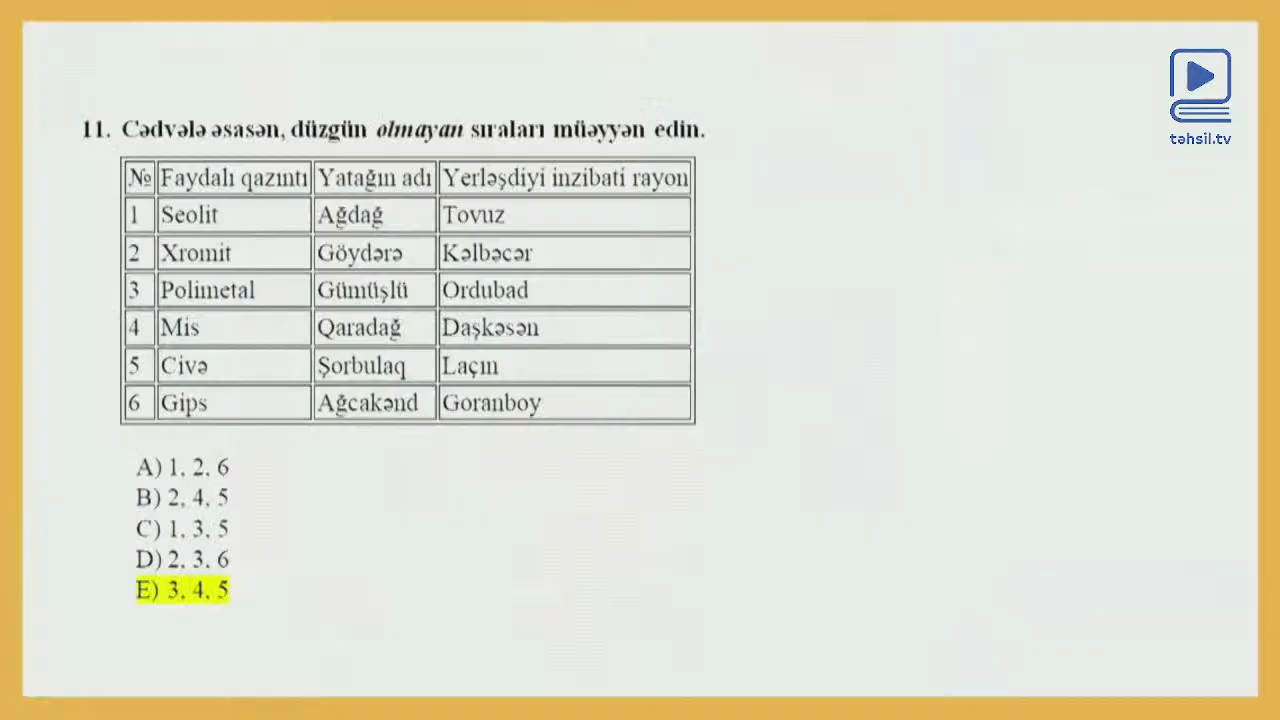 təhsil.tv
11. Cədvələ əsasən, düzgün olmayan sıraları müəyyən edin.
№ Faydalı qazıntı Yatağın adı Yerləşdiyi inzibati rayon
1 Seolit Ağdağ Tovuz
2 Xromit Göydərə Kəlbəcər
3 Polimetal Gümüşlü Ordubad
4 Mis Qaradağ Daşkəsən
5 Civə Şorbulaq Laçın
6 Gips Ağcakənd Goranboy
A) 1, 2, 6
B) 2, 4, 5
C) 1, 3, 5
D) 2, 3, 6
E) 3, 4, 5